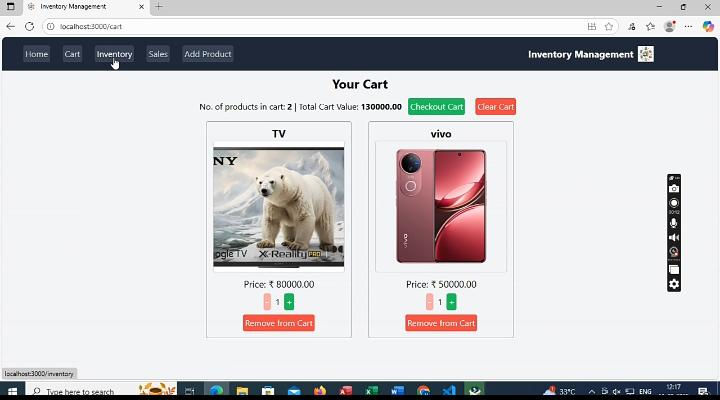 Inventory Management
localhost:3000/cart
Home Cart Inventory Sales Add Product Inventory Management
Your Cart
No. of products in cart: 2 | Total Cart Value: 130000.00 Checkout Cart Clear Cart
TV
NY
ogle TV X-Reality PRO
Price: ₹ 80000.00
- 1 +
Remove from Cart
vivo
vivo
Price: ₹ 50000.00
- 1 +
Remove from Cart
00:12
localhost:3000/inventory
Type here to search
33°C ENG 12:17